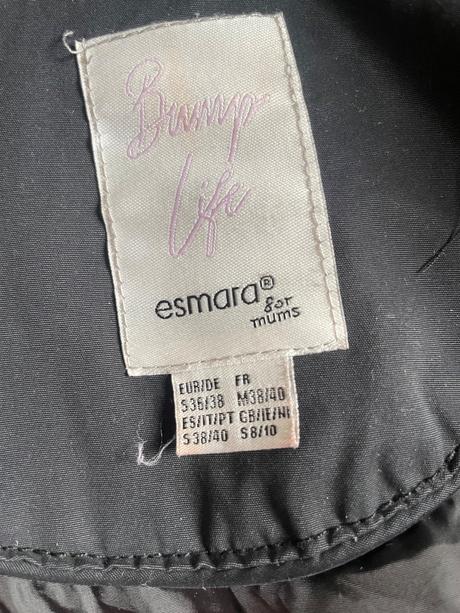 Bump
Life
esmara®
for
mums
EUR/DE FR
S36/38 M38/40
ES/IT/PT GB/IE/NI
S38/40 S8/10